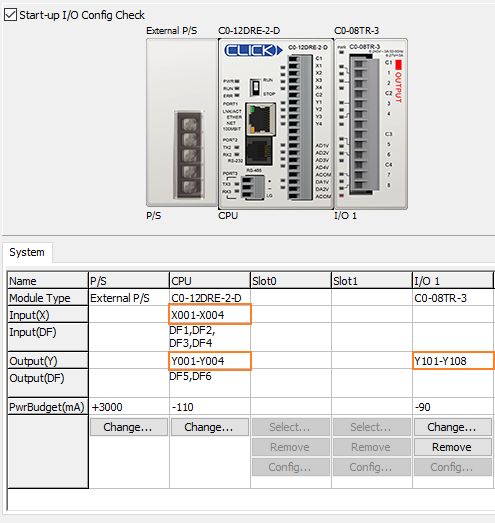 Start-up I/O Config Check
External P/S C0-12DRE-2-D C0-08TR-3
CLICK C0-12DRE-2-D C0-08TR-3
PWR
RUN
ERR
RUN
STOP
PORT1
LNK/ACT
ETHER
NET
100MBIT
PORT2
TX2
RX2
RS-232
PORT3
RS-485
TX3
RX3
+
-
LG
C1
X1
X2
X3
X4
C2
Y1
Y2
Y3
Y4
AD1V
AD2V
AD3V
AD4V
ACOM
DA1V
DA2V
ACOM
PWR
C1
1
2
3
4
C3
5
6
7
8
OUTPUT
P/S CPU I/O 1
System
Name P/S CPU Slot0 Slot1 I/O 1
Module Type External P/S C0-12DRE-2-D C0-08TR-3
Input(X) X001-X004
Input(DF) DF1,DF2,
DF3,DF4
Output(Y) Y001-Y004 Y101-Y108
Output(DF) DF5,DF6
PwrBudget(mA) +3000 -110 -90
Change... Change... Select... Select... Change...
Remove Remove Remove
Config... Config... Config...